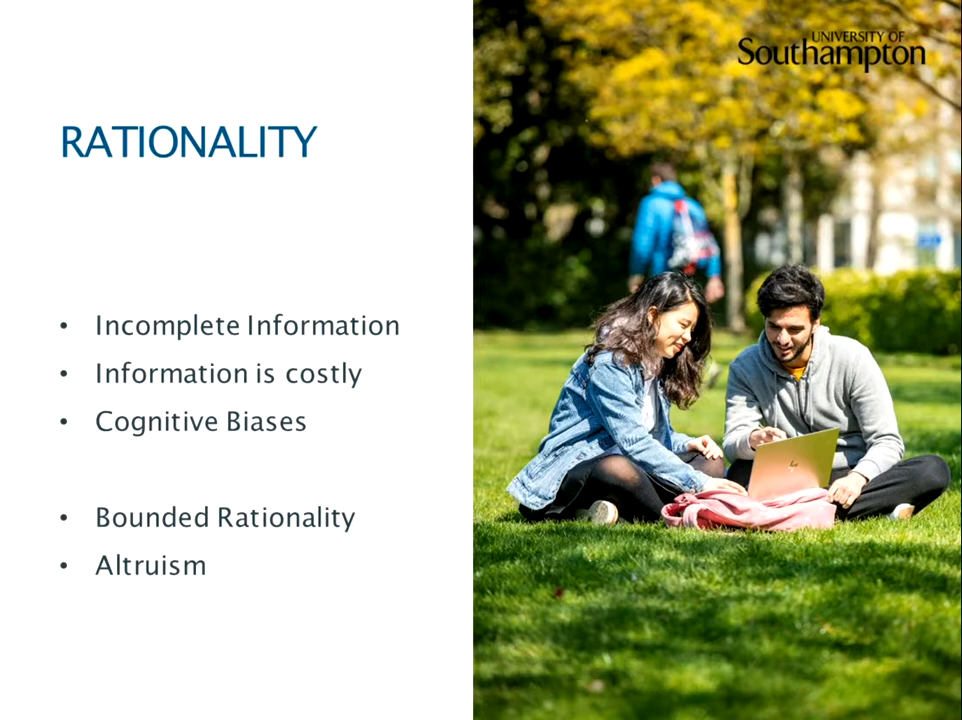 UNIVERSITY OF
Southampton
RATIONALITY
• Incomplete Information
• Information is costly
• Cognitive Biases
• Bounded Rationality
• Altruism